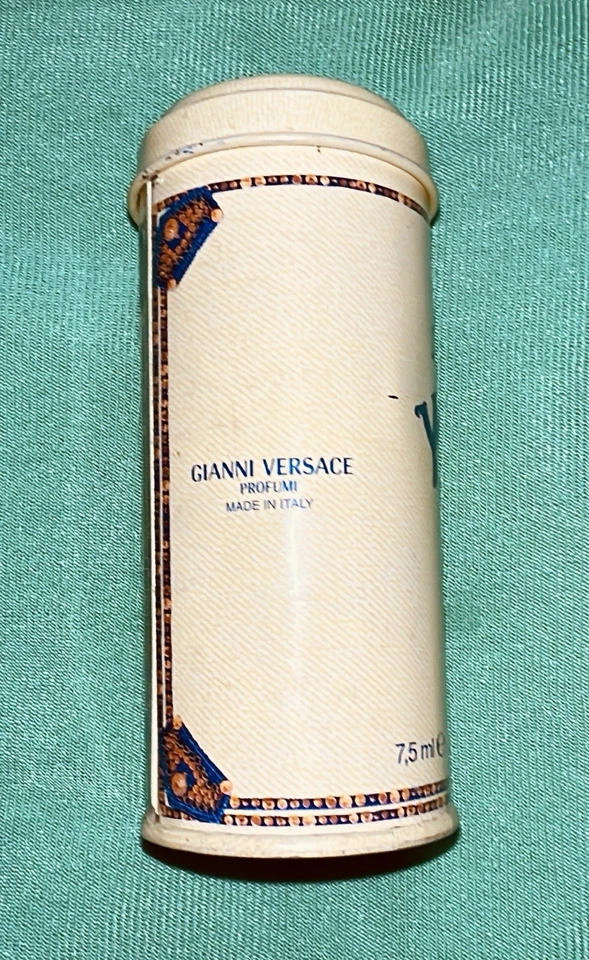 GIANNI VERSACE
PROFUMI
MADE IN ITALY
7,5 ml e